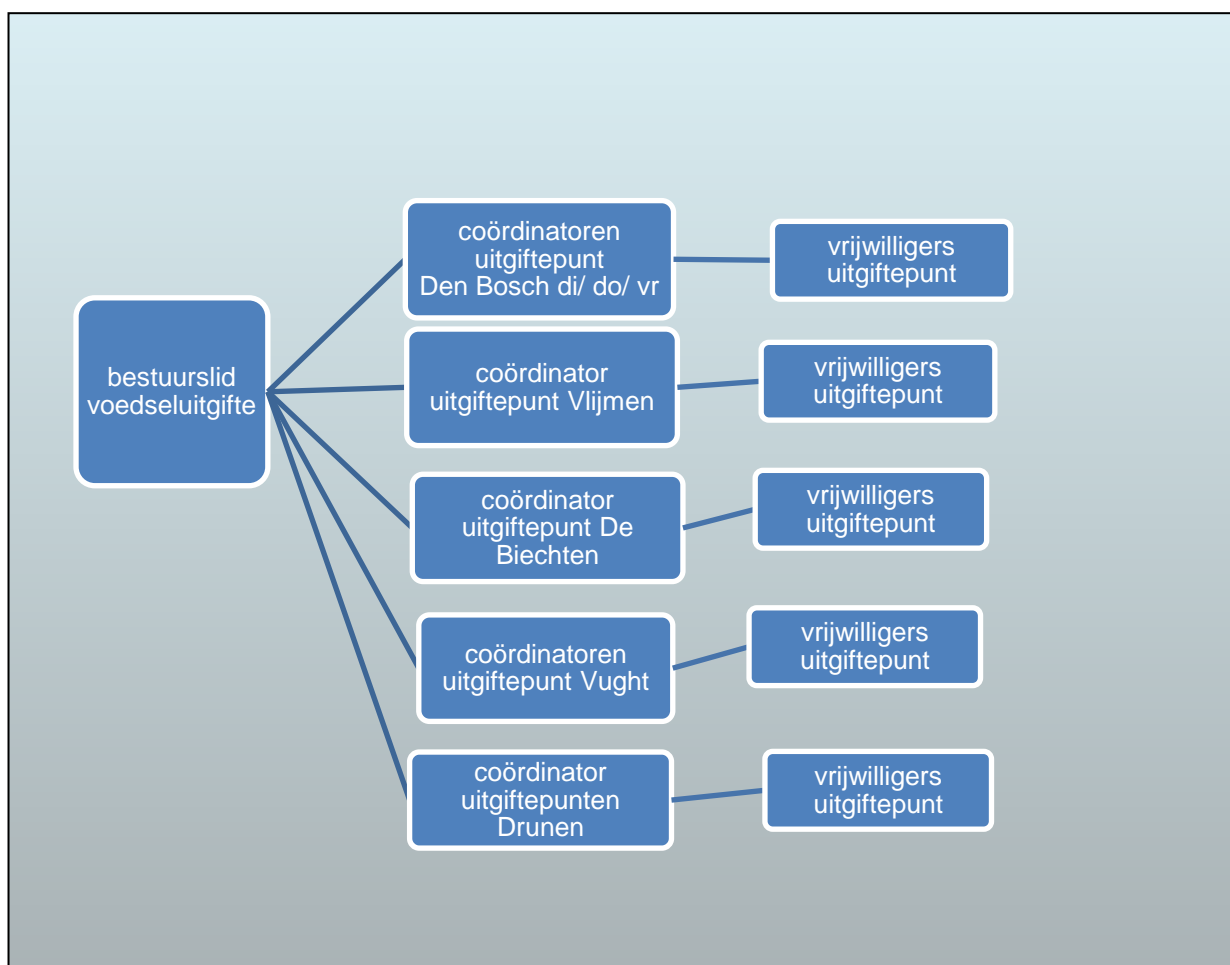 bestuurslid
voedseluitgifte
coördinatoren
uitgiftepunt
Den Bosch di/ do/ vr
vrijwilligers
uitgiftepunt
coördinator
uitgiftepunt Vlijmen
vrijwilligers
uitgiftepunt
coördinator
uitgiftepunt De
Biechten
vrijwilligers
uitgiftepunt
coördinatoren
uitgiftepunt Vught
vrijwilligers
uitgiftepunt
coördinator
uitgiftepunten
Drunen
vrijwilligers
uitgiftepunt